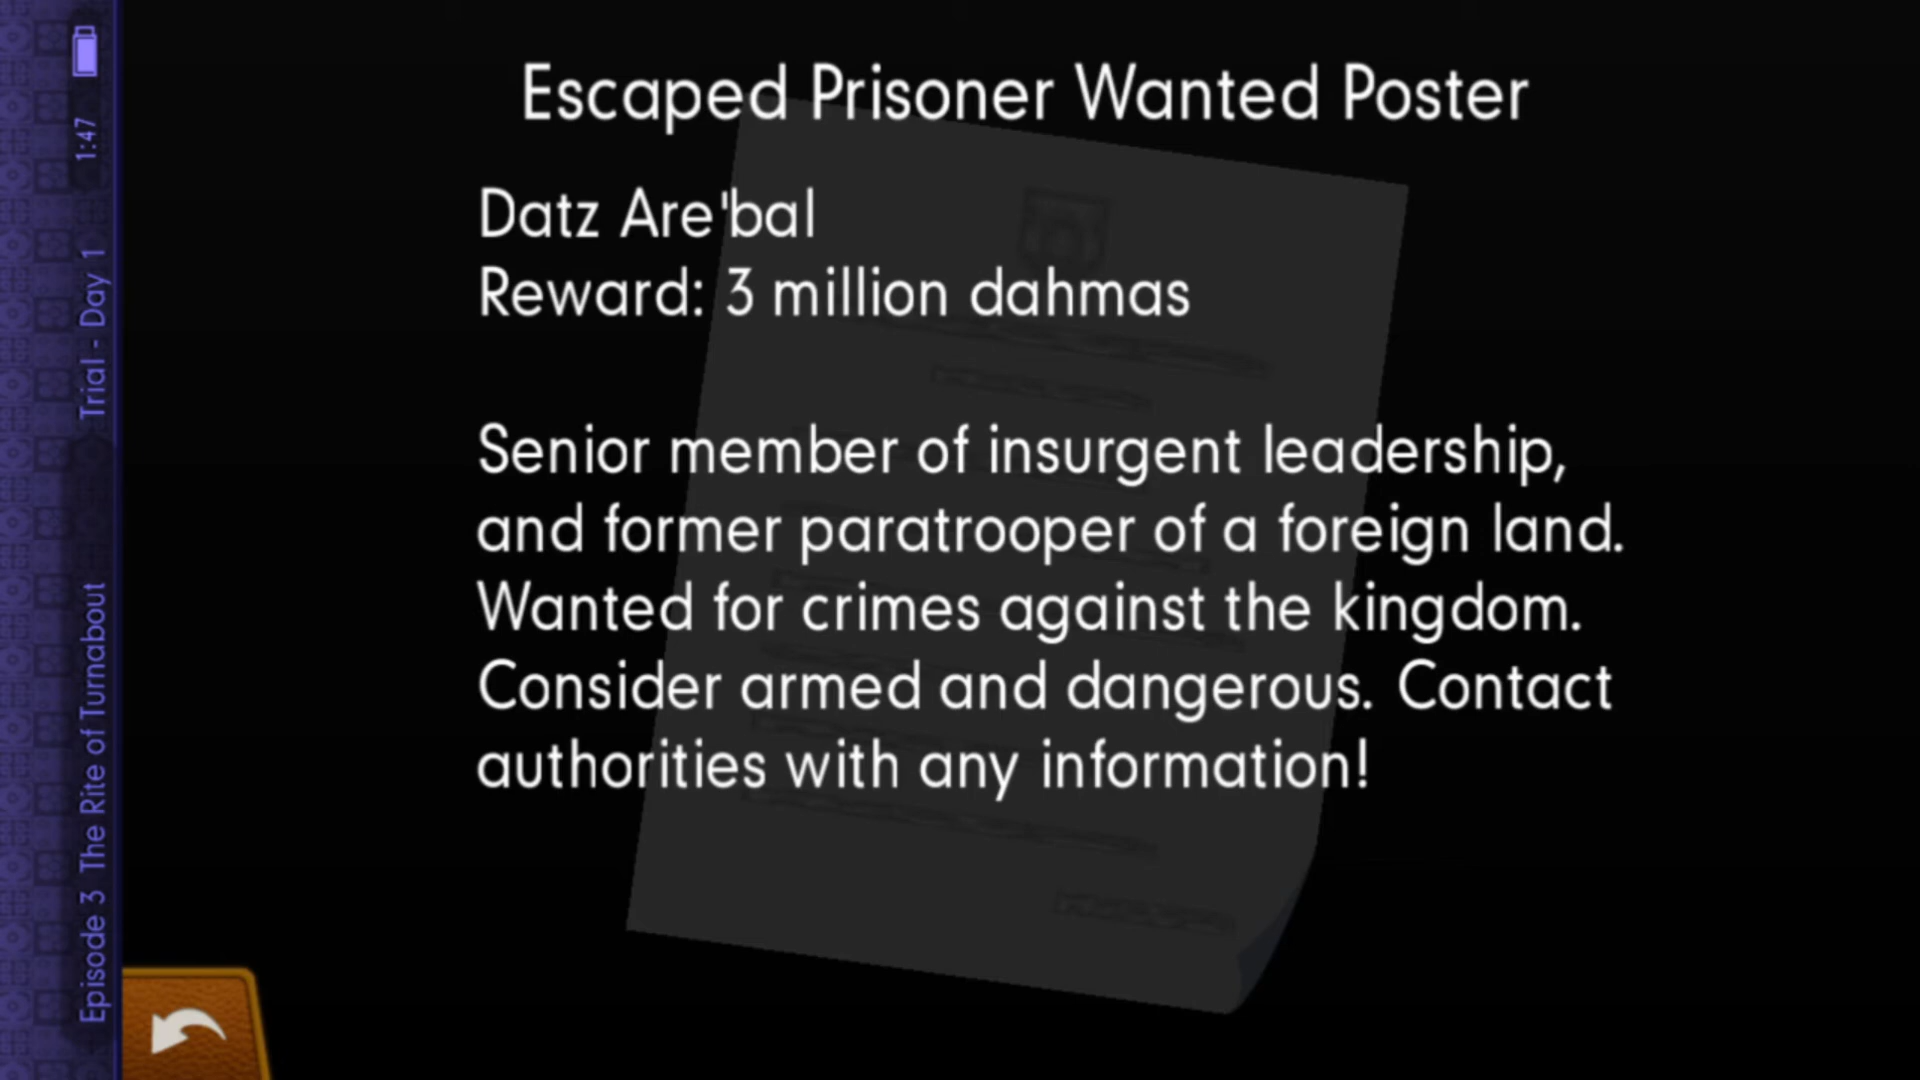 Escaped Prisoner Wanted Poster
Datz Are'bal
Reward: 3 million dahmas
Senior member of insurgent leadership,
and former paratrooper of a foreign land.
Wanted for crimes against the kingdom.
Consider armed and dangerous. Contact
authorities with any information!
Episode 3 The Rite of Turnabout
Trial - Day 1
1:47